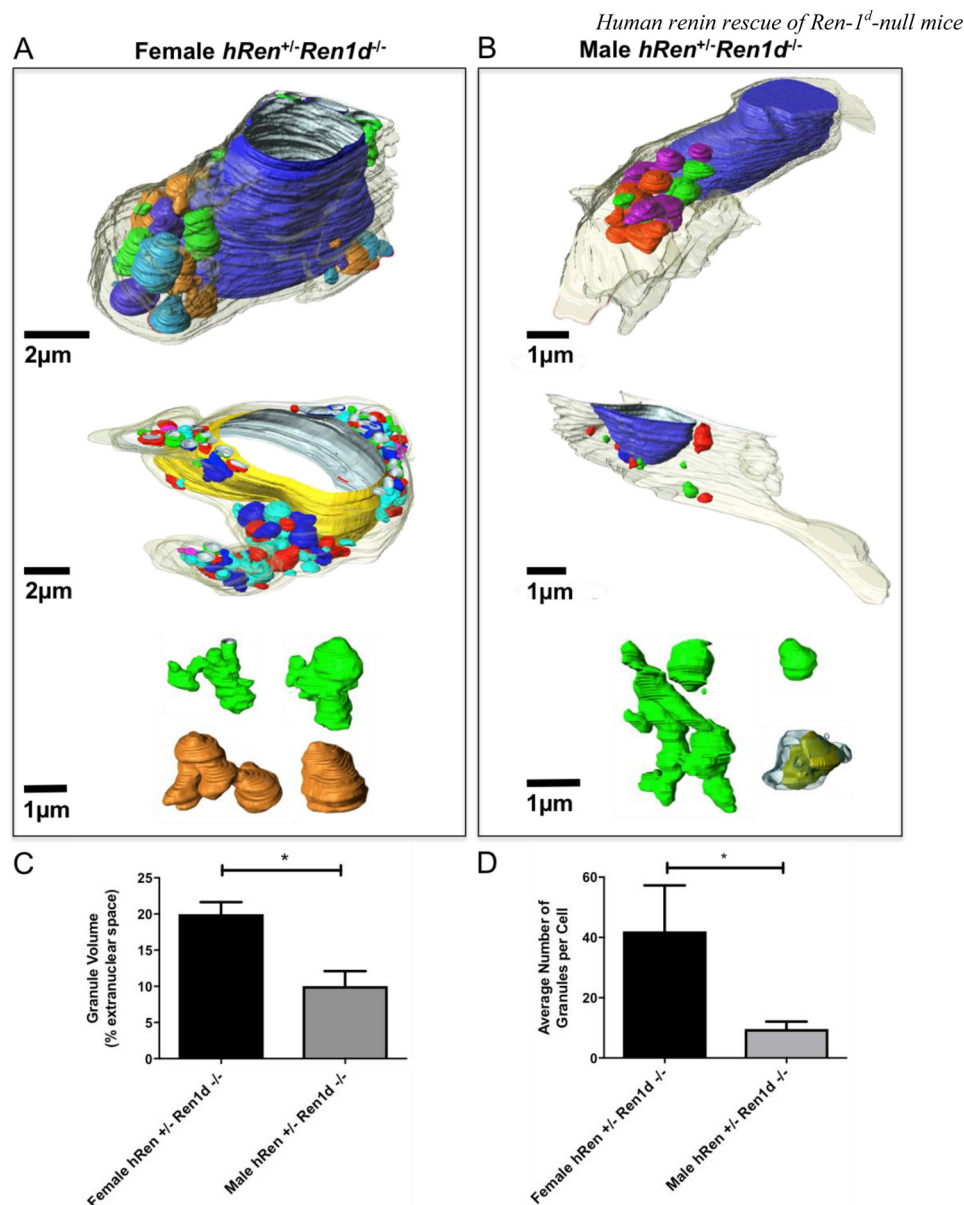 Human renin rescue of Ren-1ᵈ-null mice
A Female hRen⁺/⁻Ren1d⁻/⁻
B Male hRen⁺/⁻Ren1d⁻/⁻
2µm
2µm
1µm
1µm
1µm
1µm
C
*
Granule Volume
(% extranuclear space)
25
20
15
10
5
0
Female hRen +/- Ren1d -/-
Male hRen +/- Ren1d -/-
D
*
Average Number of
Granules per Cell
60
40
20
0
Female hRen +/- Ren1d -/-
Male hRen +/- Ren1d -/-